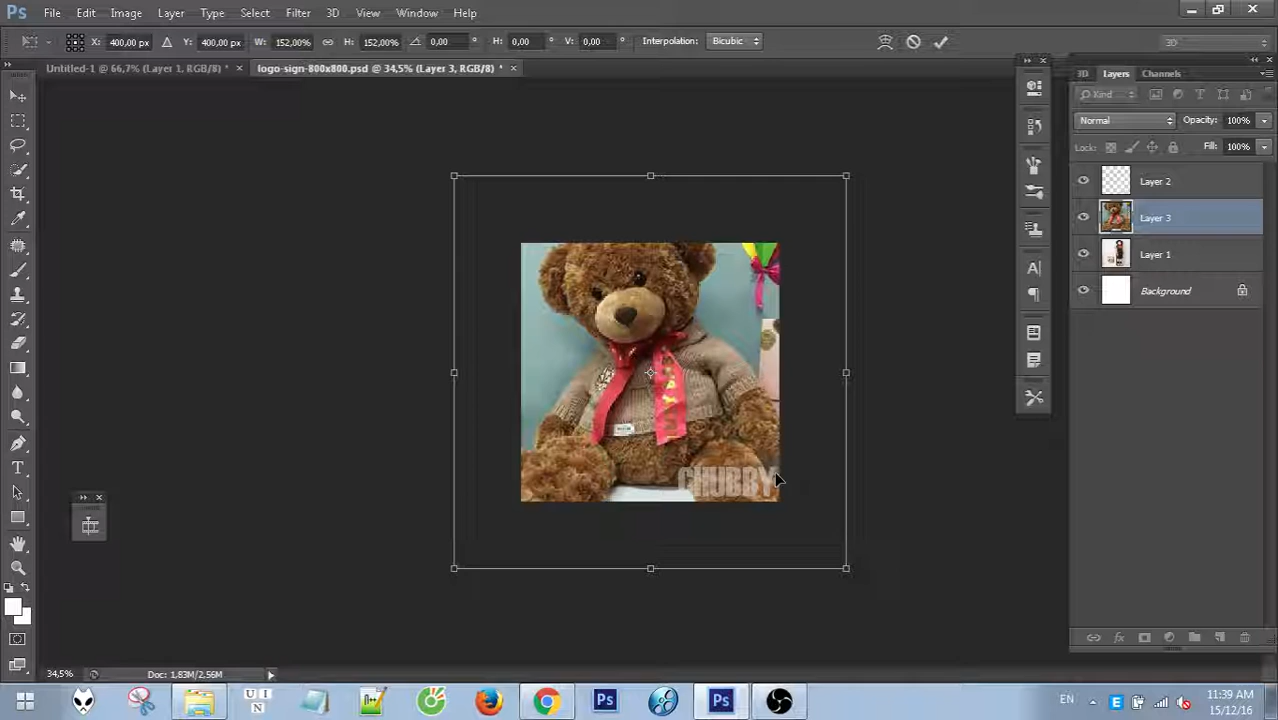 Ps File Edit Image Layer Type Select Filter 3D View Window Help
X: 400,00 px Y: 400,00 px W: 152,00% H: 152,00% 0,00 ° H: 0,00 ° V: 0,00 ° Interpolation: Bicubic 3D
Untitled-1 @ 66,7% (Layer 1, RGB/8) * × logo-sign-800x800.psd @ 34,5% (Layer 3, RGB/8) * ×
3D Layers Channels
Kind
Normal Opacity: 100%
Lock: Fill: 100%
Layer 2
Layer 3
Layer 1
Background
CHUBBY
34,5% Doc: 1,83M/2,56M
UI
N
Ps Ps EN 11:39 AM
15/12/16